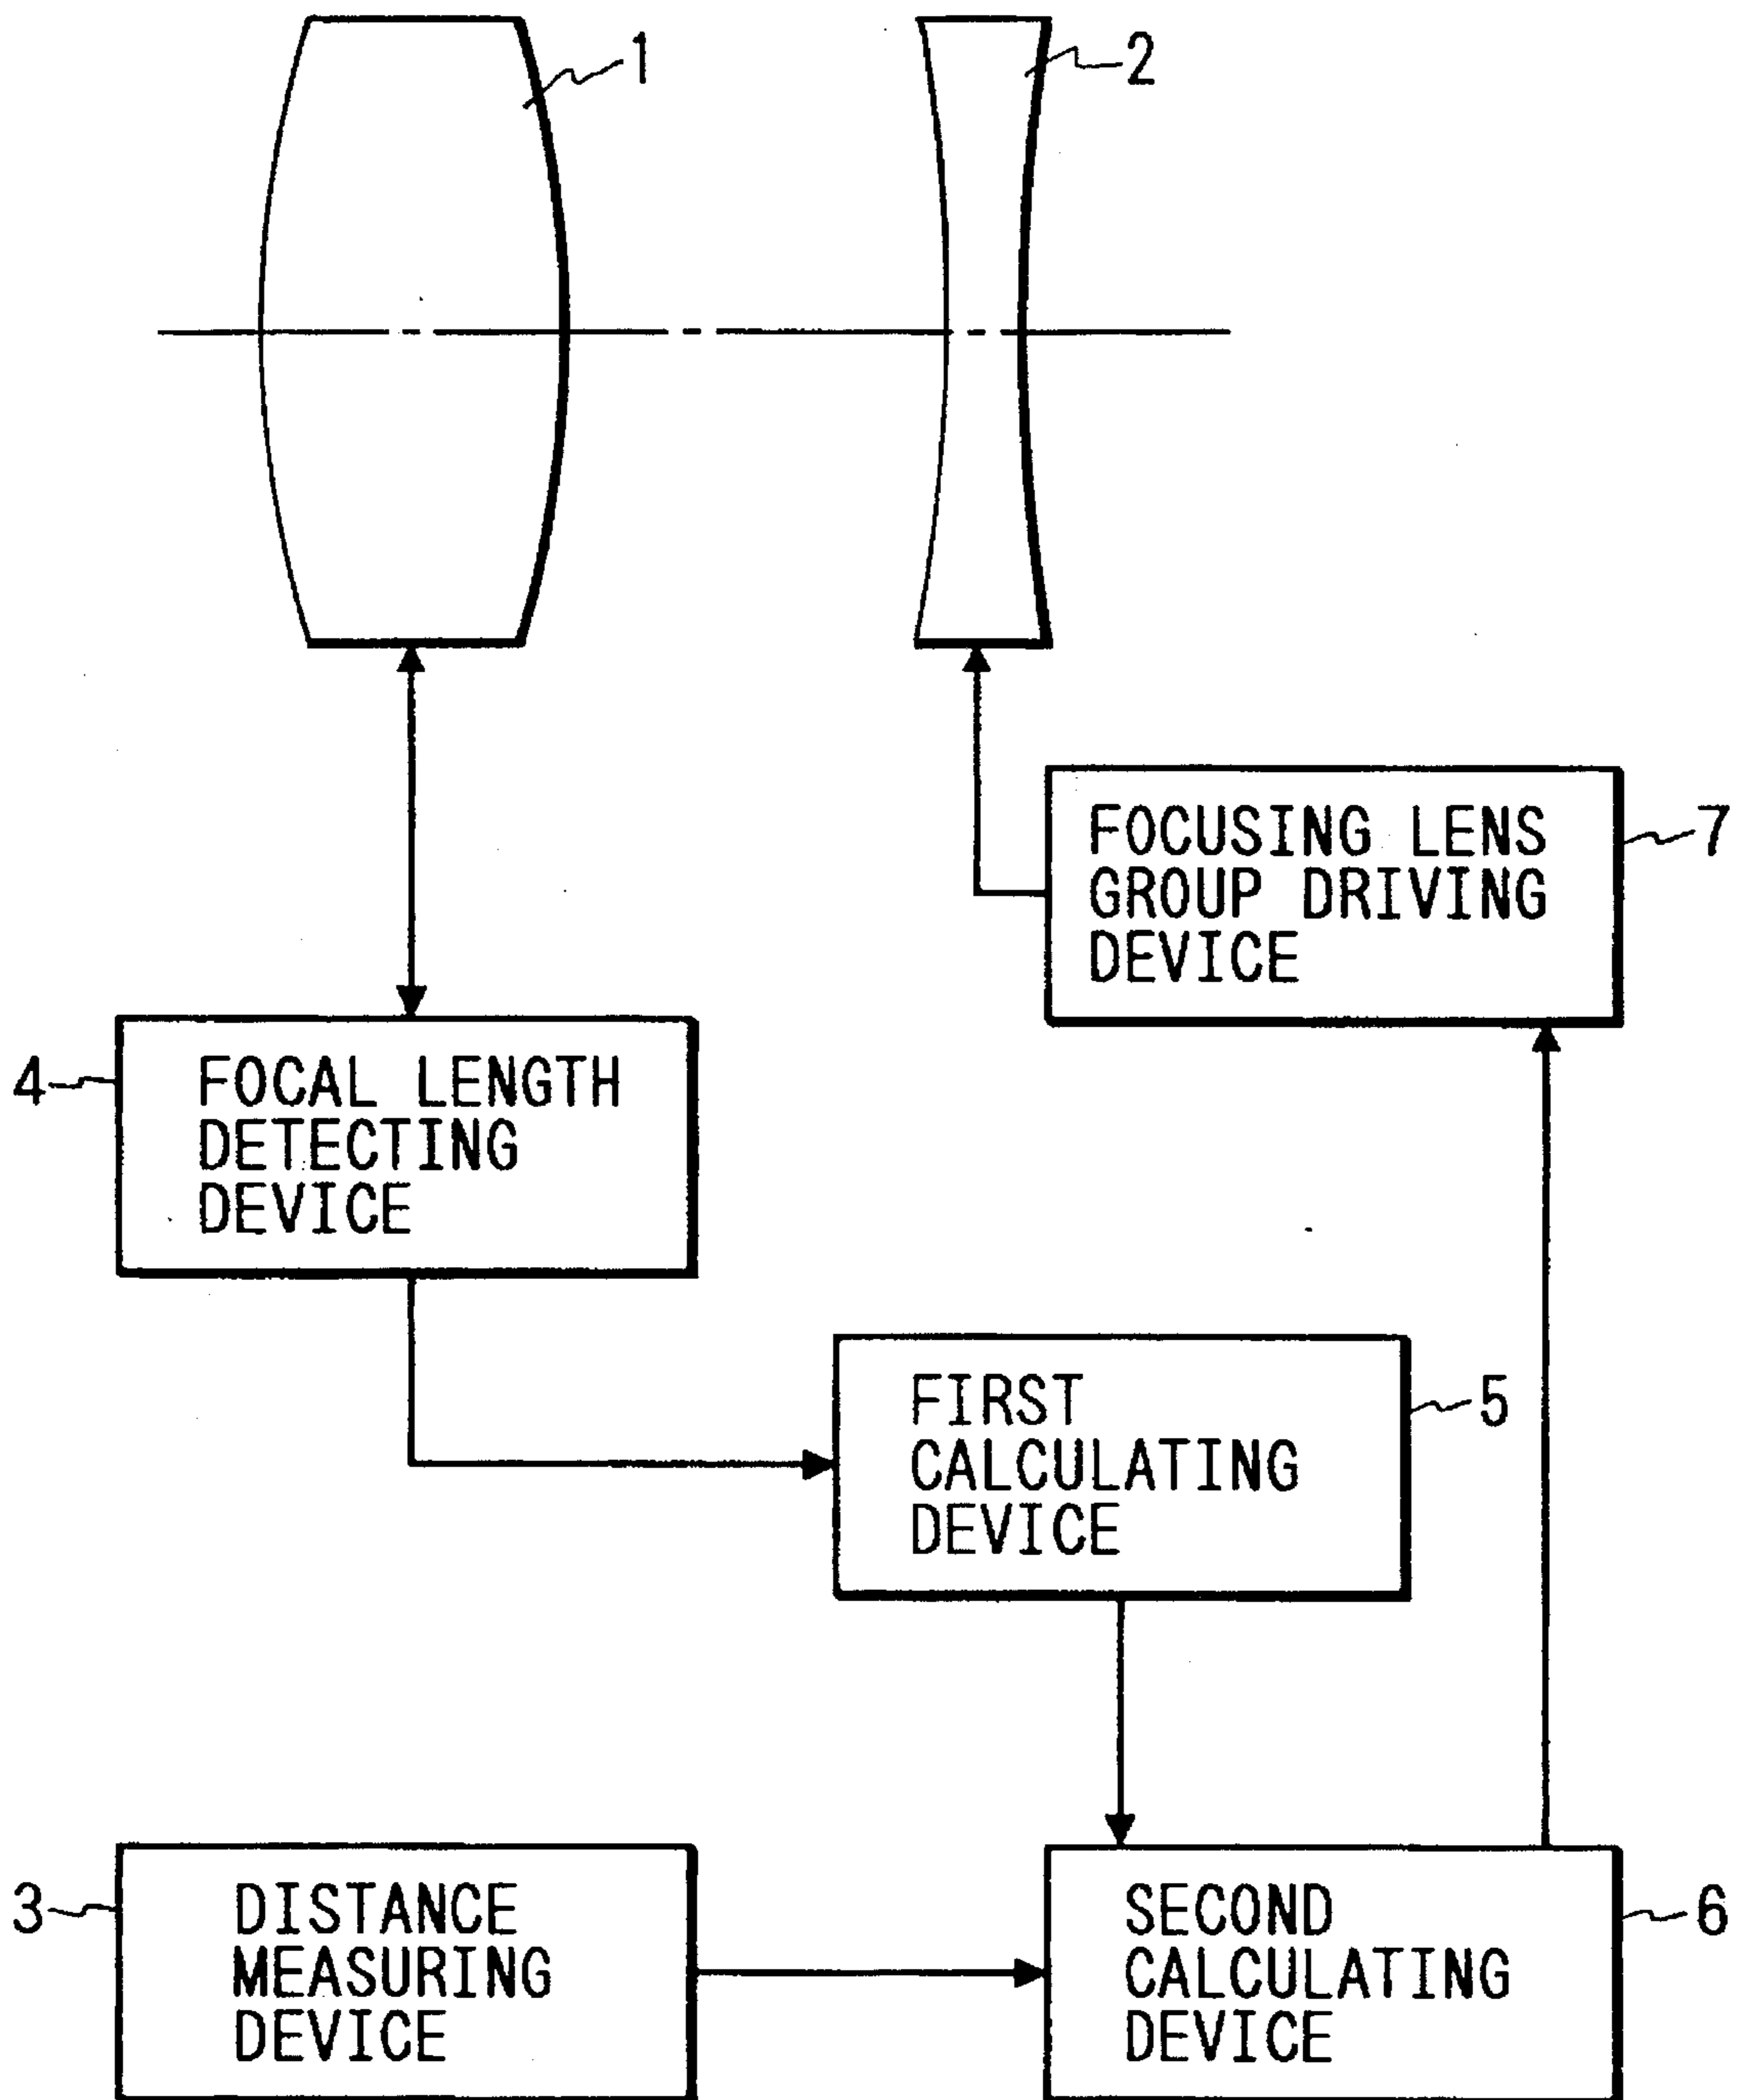 1
2
FOCUSING LENS
GROUP DRIVING
DEVICE
7
4
FOCAL LENGTH
DETECTING
DEVICE
FIRST
CALCULATING
DEVICE
5
3
DISTANCE
MEASURING
DEVICE
SECOND
CALCULATING
DEVICE
6